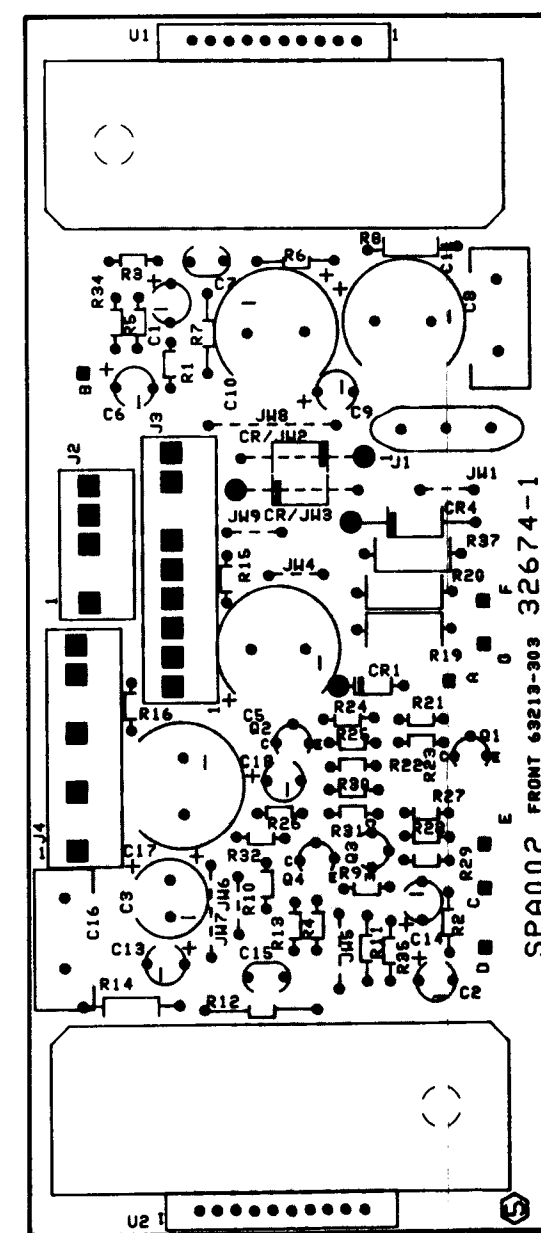 U1
1
R8
C11
R3
C7
R6
C8
R34
R5
C1
R7
R1
B
C6
C10
C9
J3
JW8
J2
CR/JW2
J1
JW1
CR/JW3
CR4
JW9
R37
R15
JW4
R20
F
1
R19
G
CR1
A
1
R16
C5
R24
R21
Q2
C
E
R25
R23
Q1
C
E
C18
R22
R30
R26
R27
J4
1
R31
R28
E
C17
R32
Q3
R29
C
Q4
E
R9
C3
JW6
R10
C
C16
JW7
R13
R4
JW5
R11
R35
C14
R2
C13
C15
D
R14
R12
C2
32674-1
FRONT 63213-303
SPA002
U2
1
5